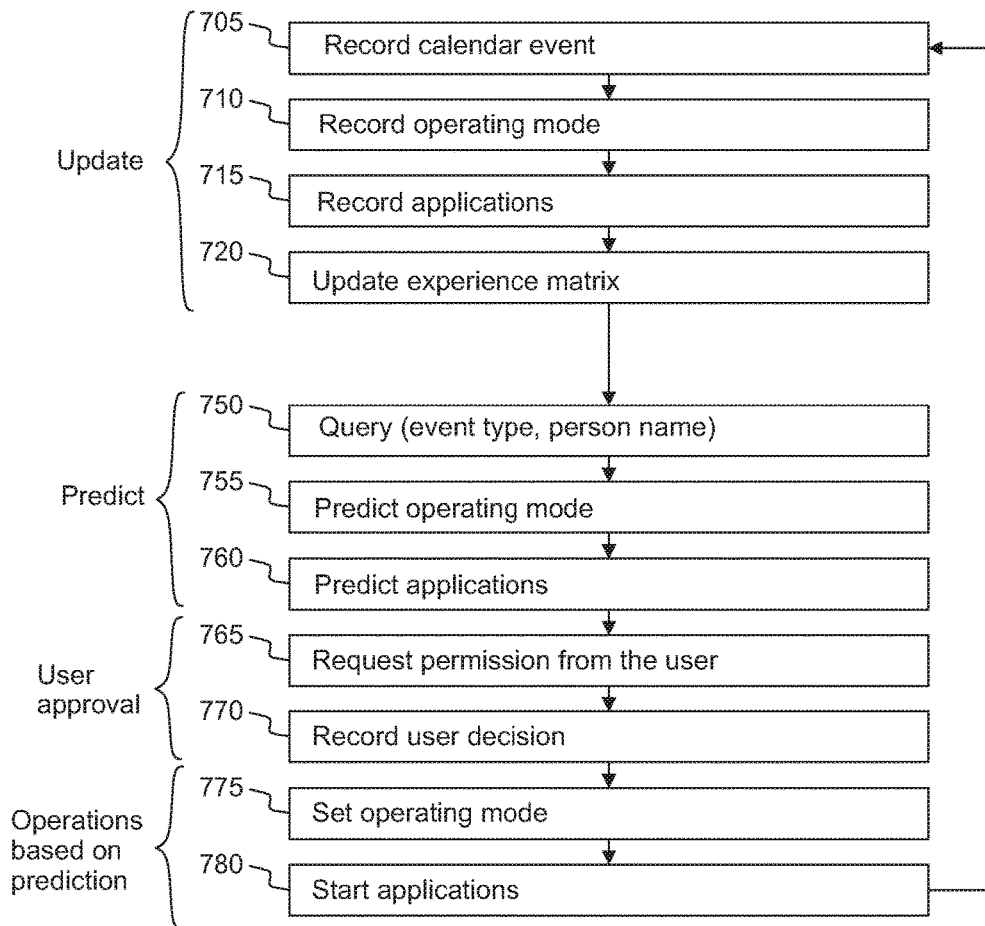 705
Record calendar event
710
Record operating mode
Update
715
Record applications
720
Update experience matrix
750
Query (event type, person name)
Predict
755
Predict operating mode
760
Predict applications
765
Request permission from the user
User
approval
770
Record user decision
775
Set operating mode
Operations
based on
prediction
780
Start applications